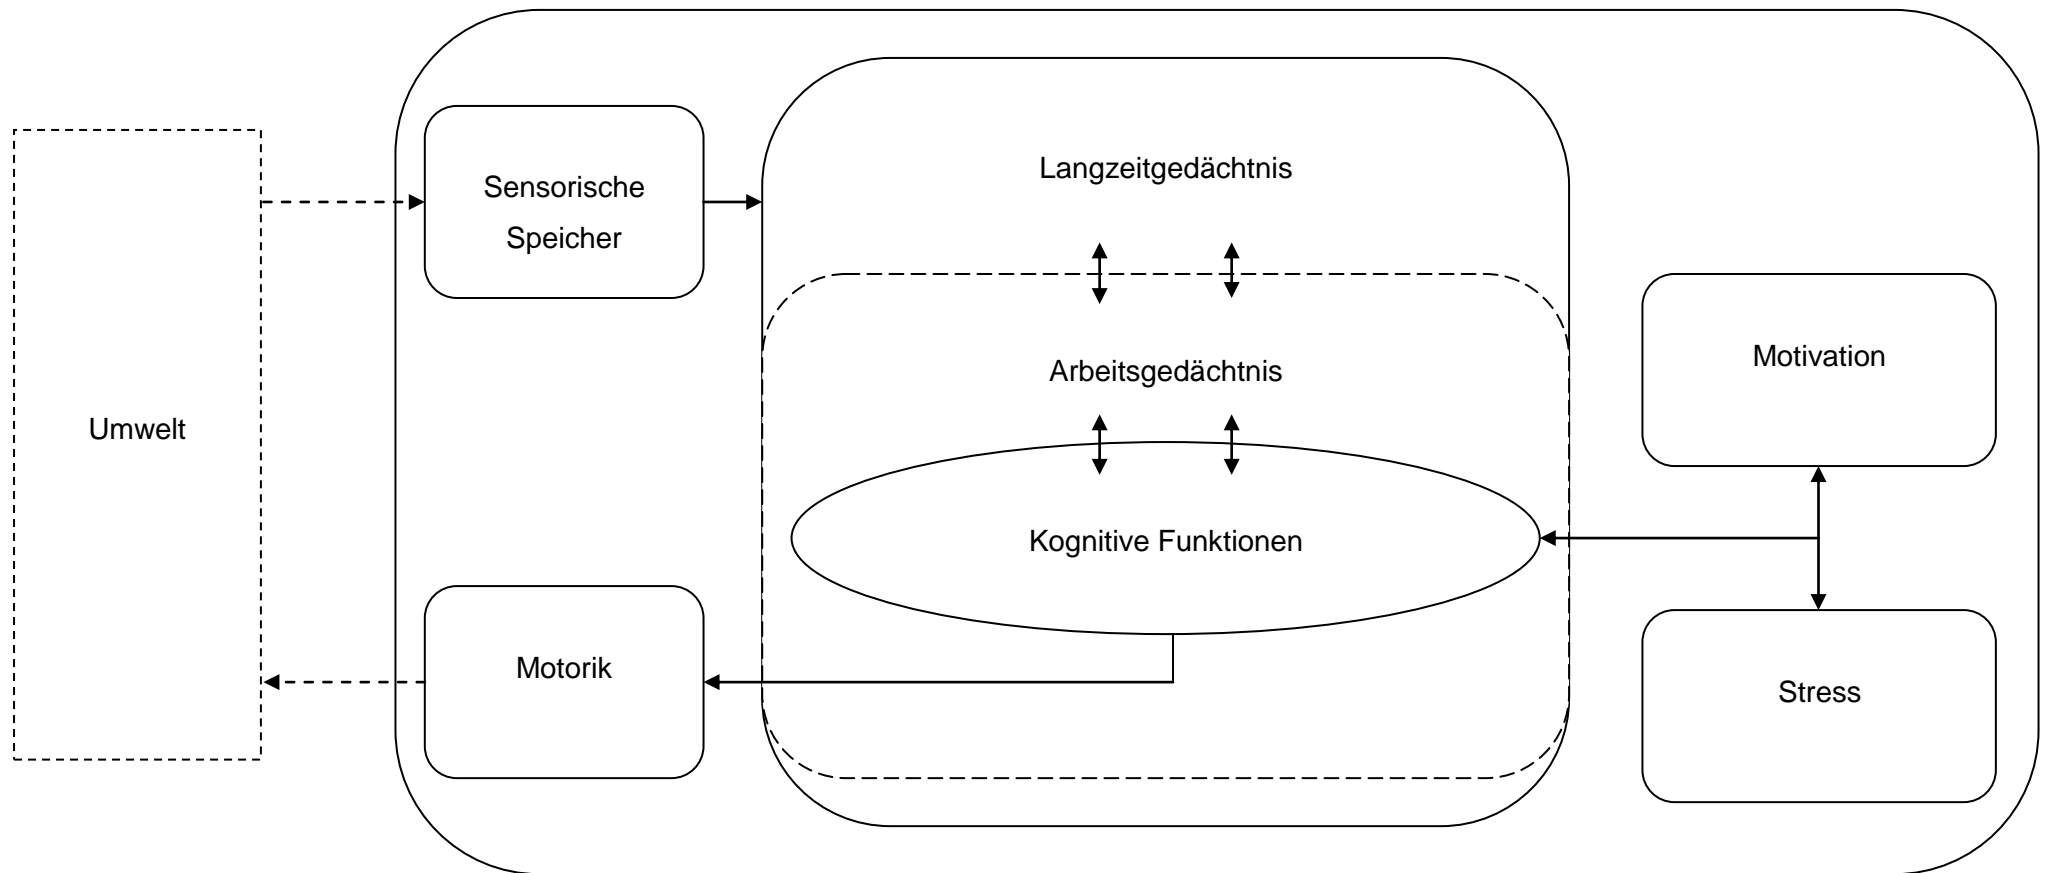 Umwelt
Sensorische
Speicher
Motorik
Langzeitgedächtnis
Arbeitsgedächtnis
Kognitive Funktionen
Motivation
Stress